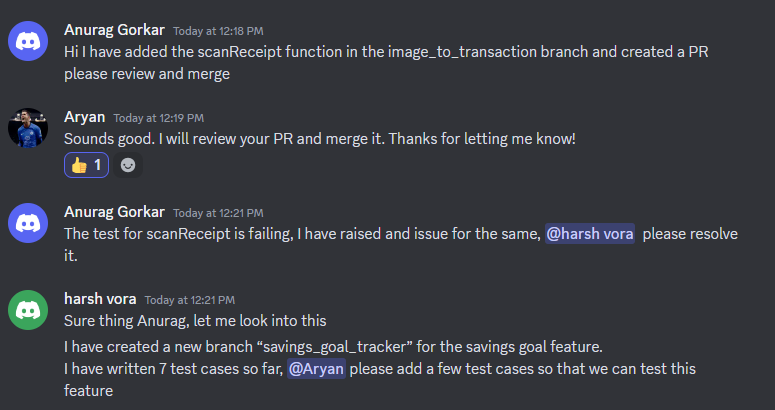 Anurag Gorkar Today at 12:18 PM
Hi I have added the scanReceipt function in the image_to_transaction branch and created a PR
please review and merge
Aryan Today at 12:19 PM
Sounds good. I will review your PR and merge it. Thanks for letting me know!
👍 1
Anurag Gorkar Today at 12:21 PM
The test for scanReceipt is failing, I have raised and issue for the same, @harsh vora please resolve
it.
harsh vora Today at 12:21 PM
Sure thing Anurag, let me look into this
I have created a new branch “savings_goal_tracker” for the savings goal feature.
I have written 7 test cases so far, @Aryan please add a few test cases so that we can test this
feature